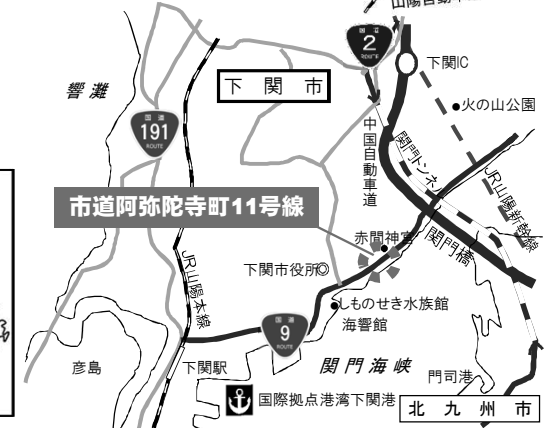 山陽自動車道
国道
2
ROUTE
下関IC
下関市
響灘
火の山公園
国道
191
ROUTE
中国自動車道
関門トンネル
JR山陽新幹線
市道阿弥陀寺町11号線
赤間神宮
関門橋
下関市役所
JR山陽本線
しものせき水族館
海響館
国道
9
ROUTE
彦島
下関駅
関門海峡
門司港
国際拠点港湾下関港
北九州市